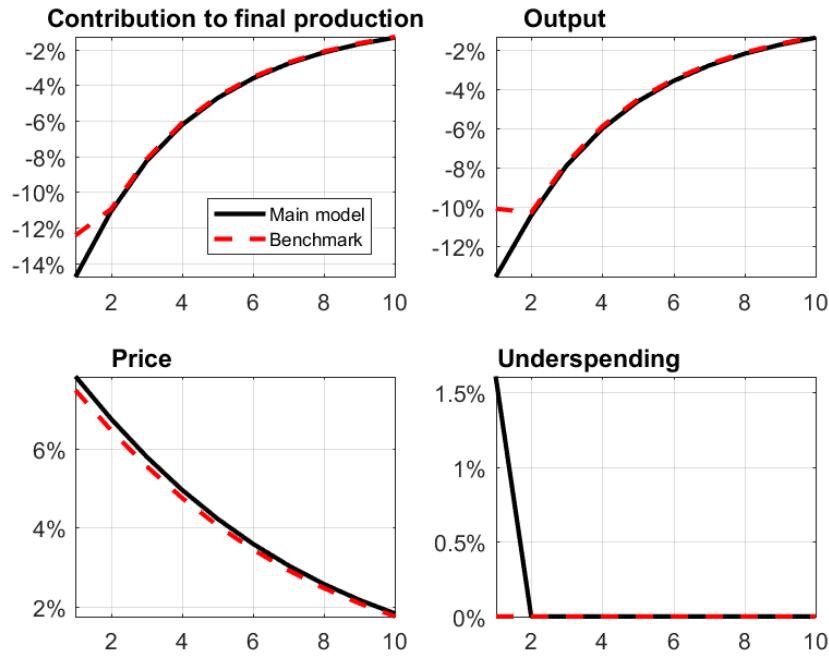 Contribution to final production
-2%
-4%
-6%
-8%
-10%
-12%
-14%
2 4 6 8 10
Main model
Benchmark
Output
-2%
-4%
-6%
-8%
-10%
-12%
2 4 6 8 10
Price
6%
4%
2%
2 4 6 8 10
Underspending
1.5%
1%
0.5%
0%
2 4 6 8 10